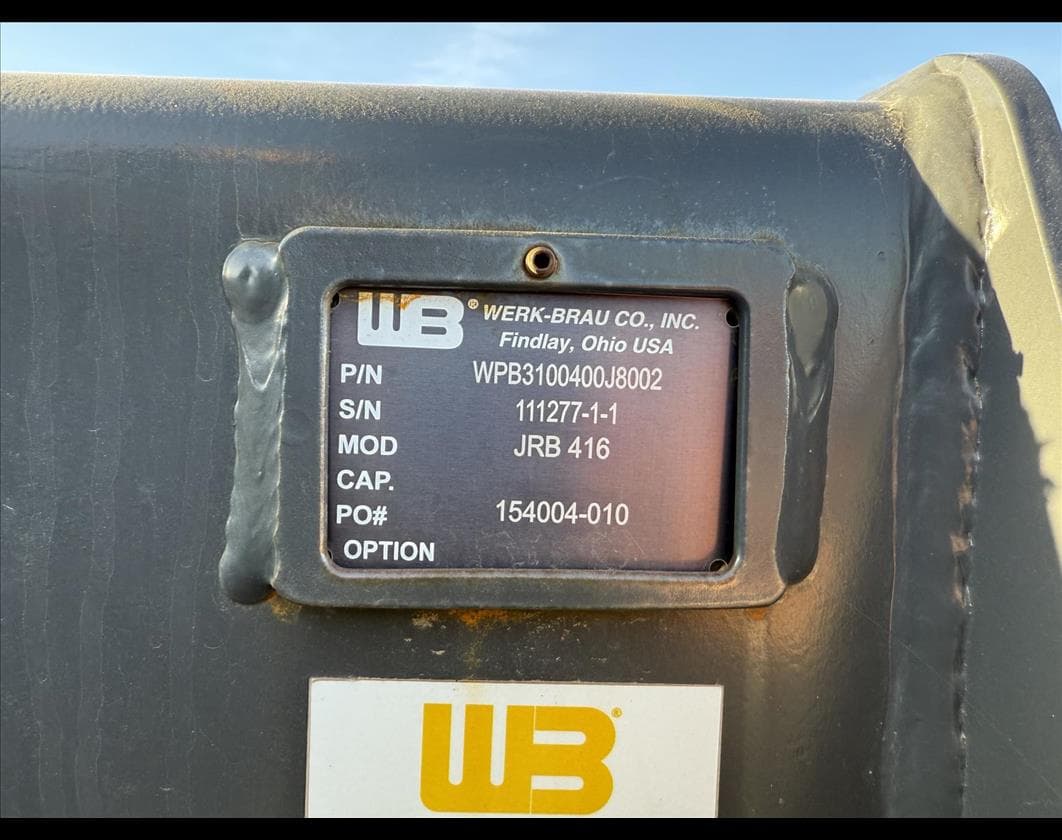 WB® WERK-BRAU CO., INC.
Findlay, Ohio USA
P/N WPB3100400J8002
S/N 111277-1-1
MOD JRB 416
CAP.
PO# 154004-010
OPTION
WB®